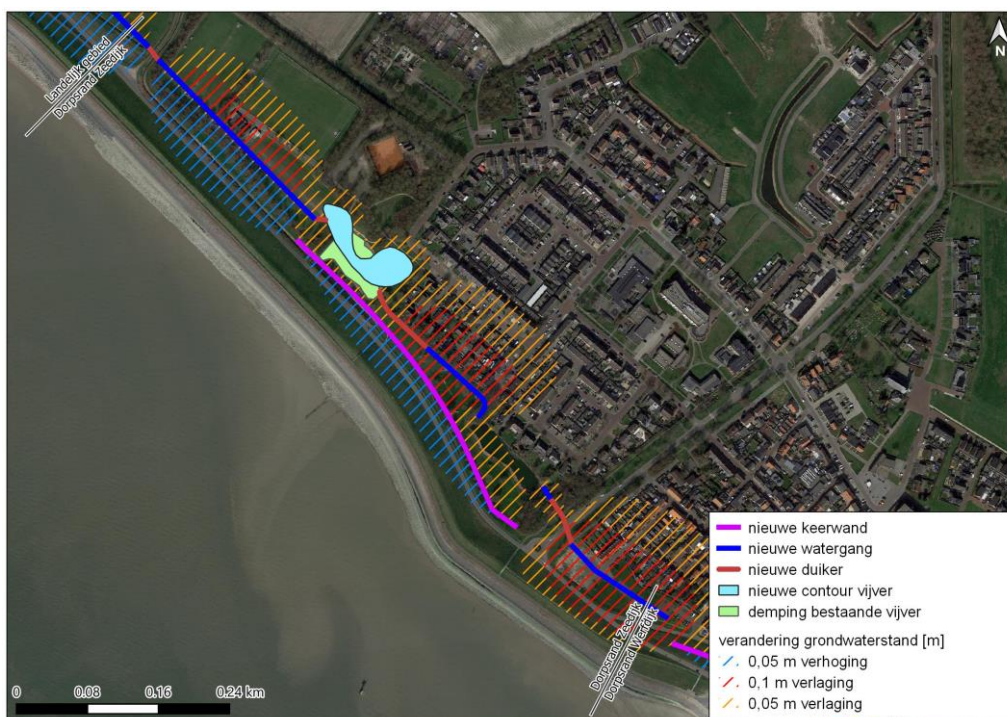 Landelijk gebied
Dorpsrand Zeedijk
N
Dorpsrand Zeedijk
Dorpsrand Werfdijk
nieuwe keerwand
nieuwe watergang
nieuwe duiker
nieuwe contour vijver
demping bestaande vijver
verandering grondwaterstand [m]
0,05 m verhoging
0,1 m verlaging
0,05 m verlaging
0 0.08 0.16 0.24 km